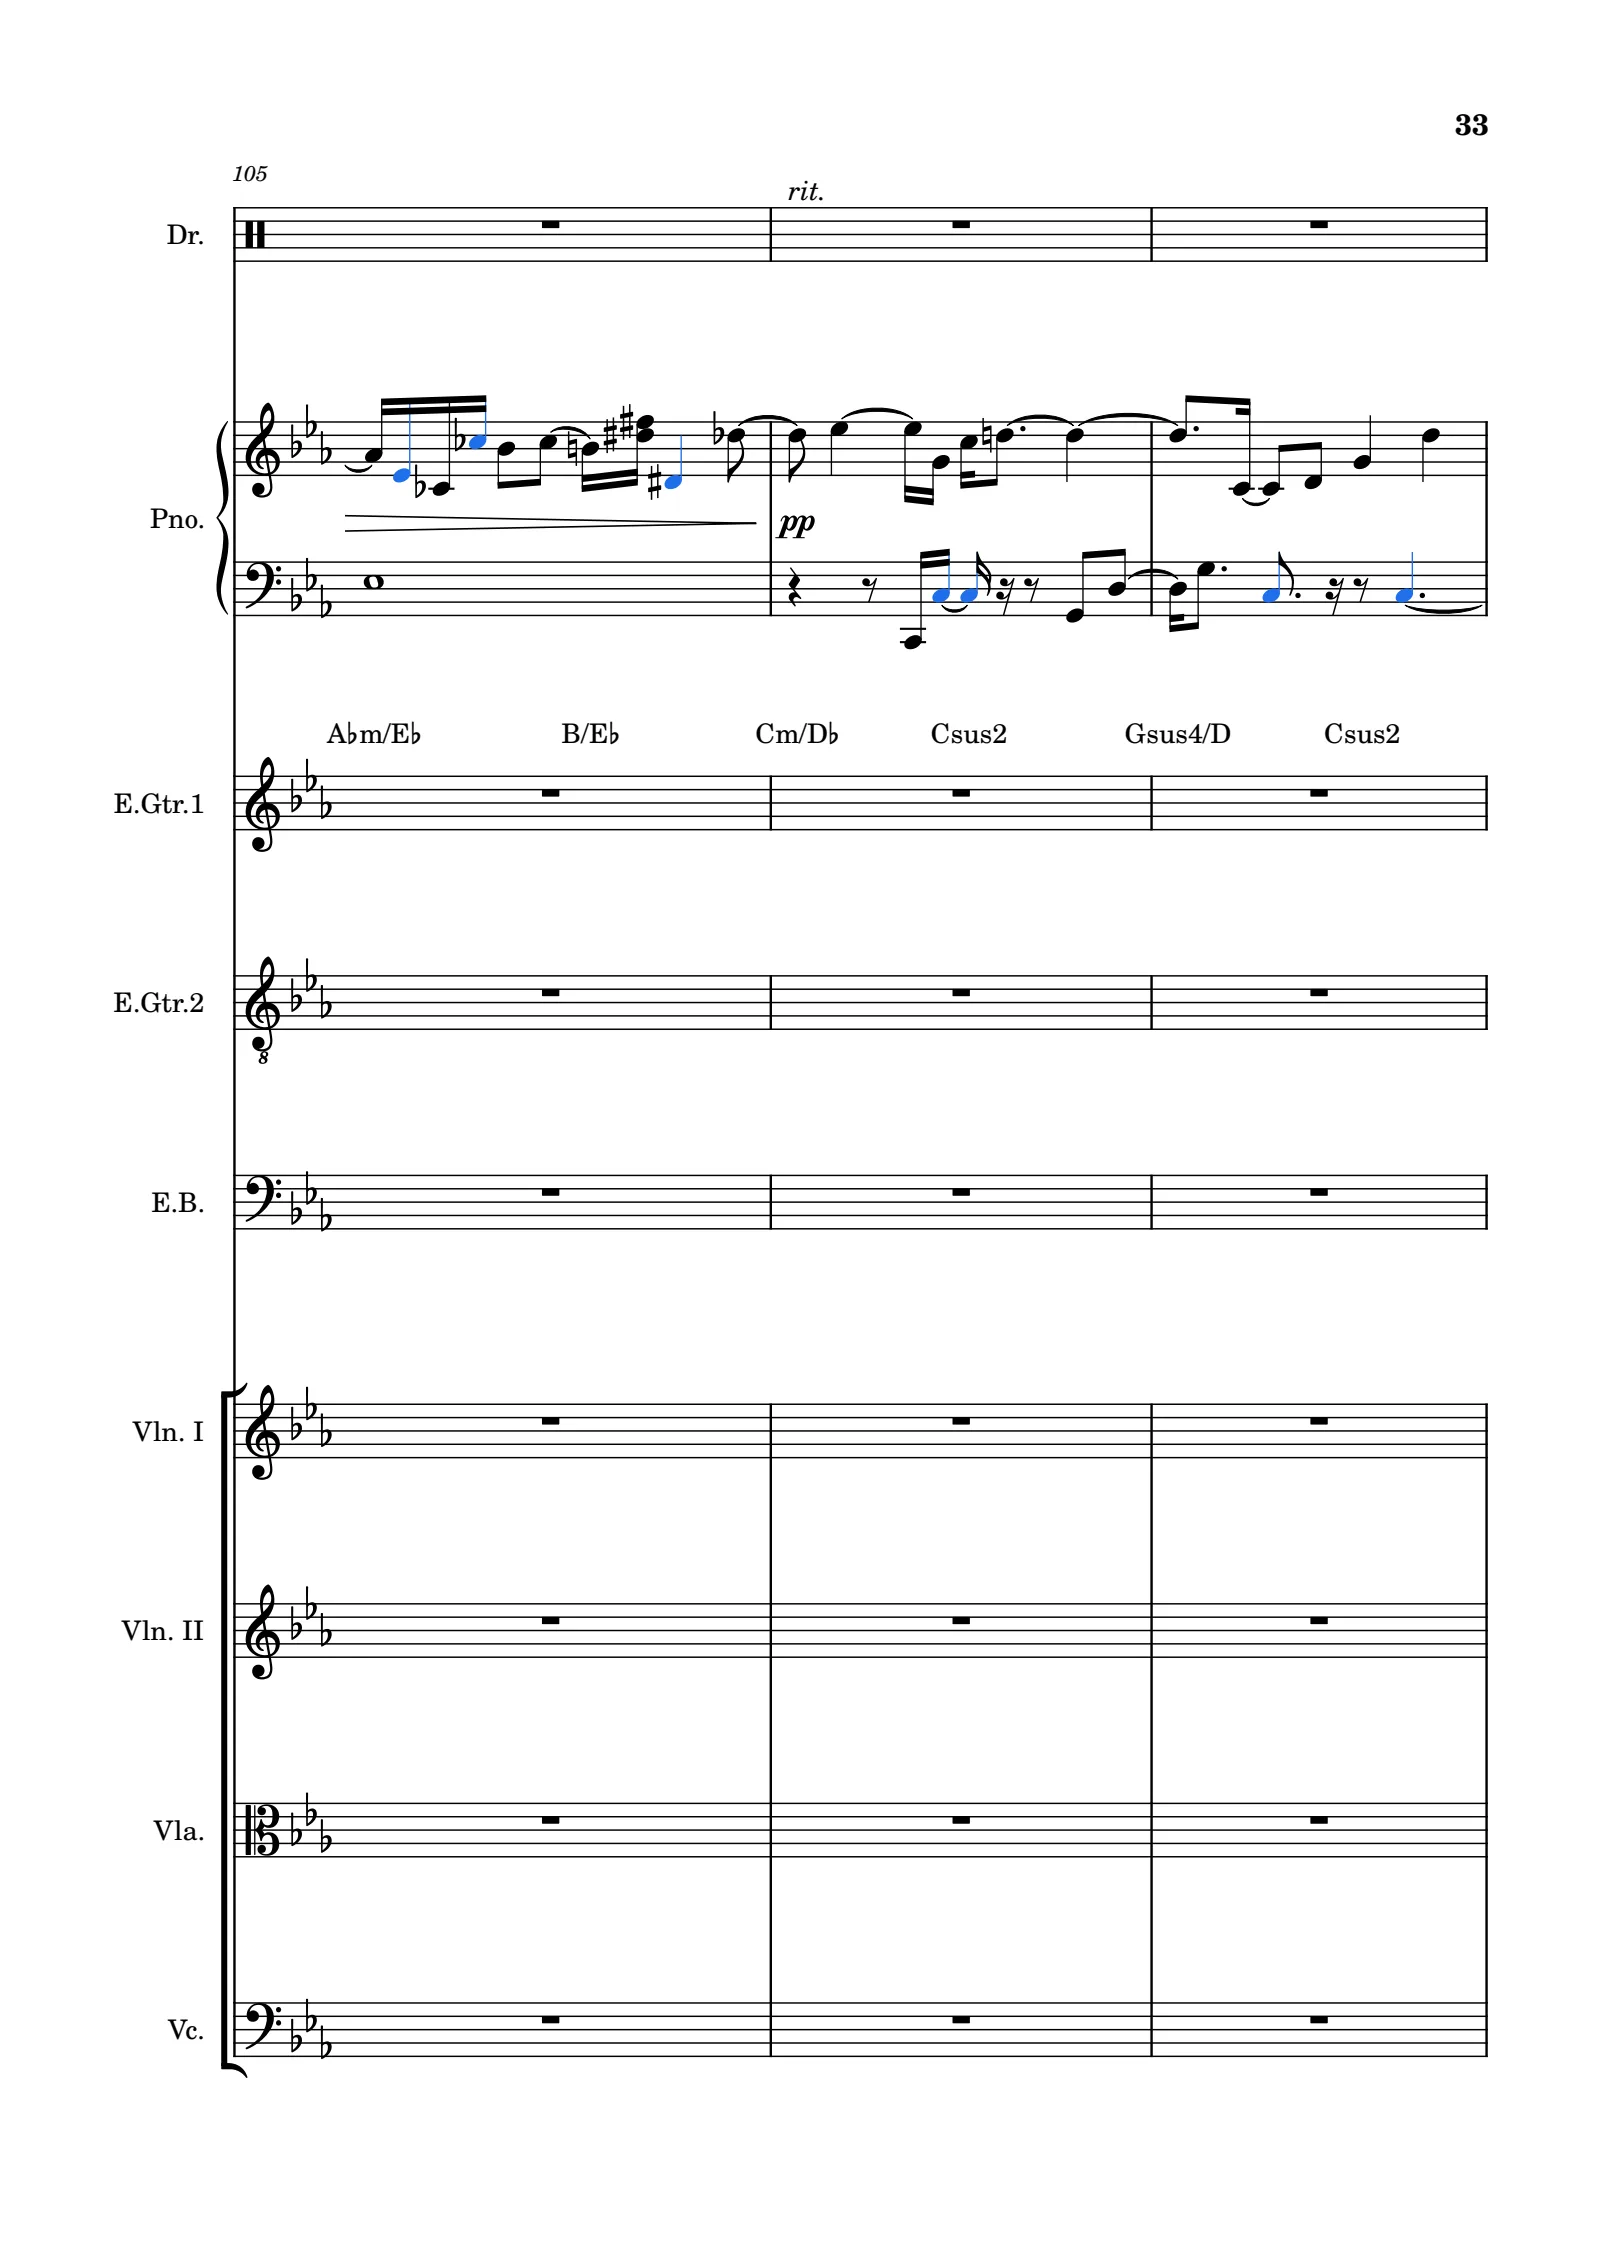 33
105
rit.
Dr.
Pno.
pp
A♭m/E♭ B/E♭ Cm/D♭ Csus2 Gsus4/D Csus2
E.Gtr.1
E.Gtr.2
8
E.B.
Vln. I
Vln. II
Vla.
Vc.